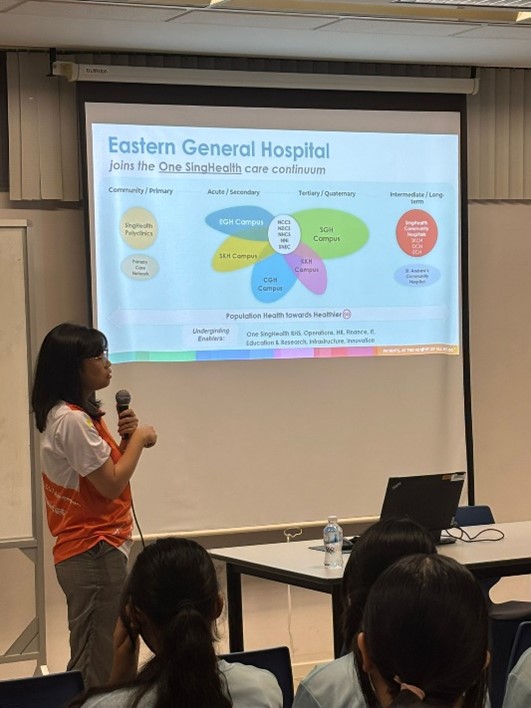 Eastern General Hospital
joins the One SingHealth care continuum
Community / Primary
Acute / Secondary
Tertiary / Quaternary
Intermediate / Long-
term
SingHealth
Polyclinics
Primary
Care
Network
EGH Campus
SKH Campus
CGH
Campus
NCCS
NDCS
NHCS
NNI
SNEC
SGH
Campus
KKH
Campus
SingHealth
Community
Hospitals
St. Andrew's
Community
Hospital
Population Health towards Healthier SG
Undergirding
Enablers:
One SingHealth RHS, Operations, HR, Finance, IT,
Education & Research, Infrastructure, Innovation